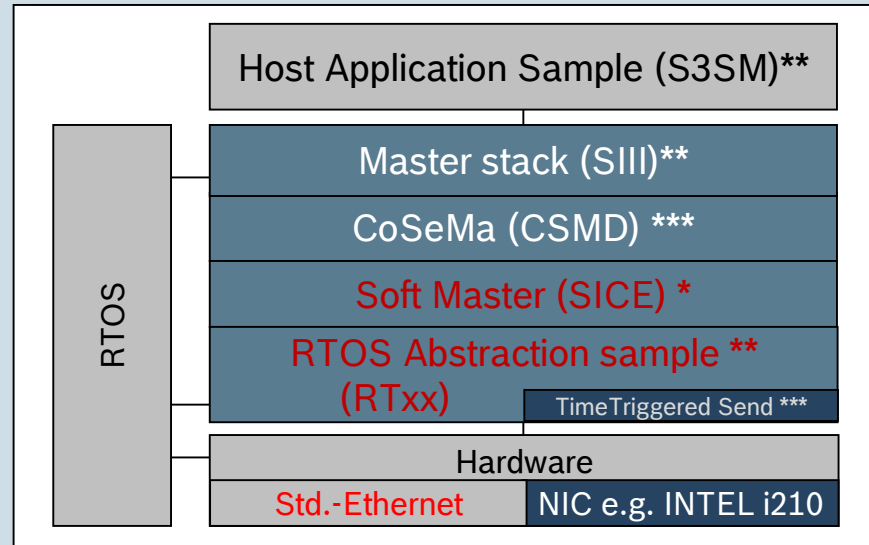 Host Application Sample (S3SM)**
RTOS
Master stack (SIII)**
CoSeMa (CSMD) ***
Soft Master (SICE) *
RTOS Abstraction sample **
(RTxx)
TimeTriggered Send ***
Hardware
Std.-Ethernet
NIC e.g. INTEL i210